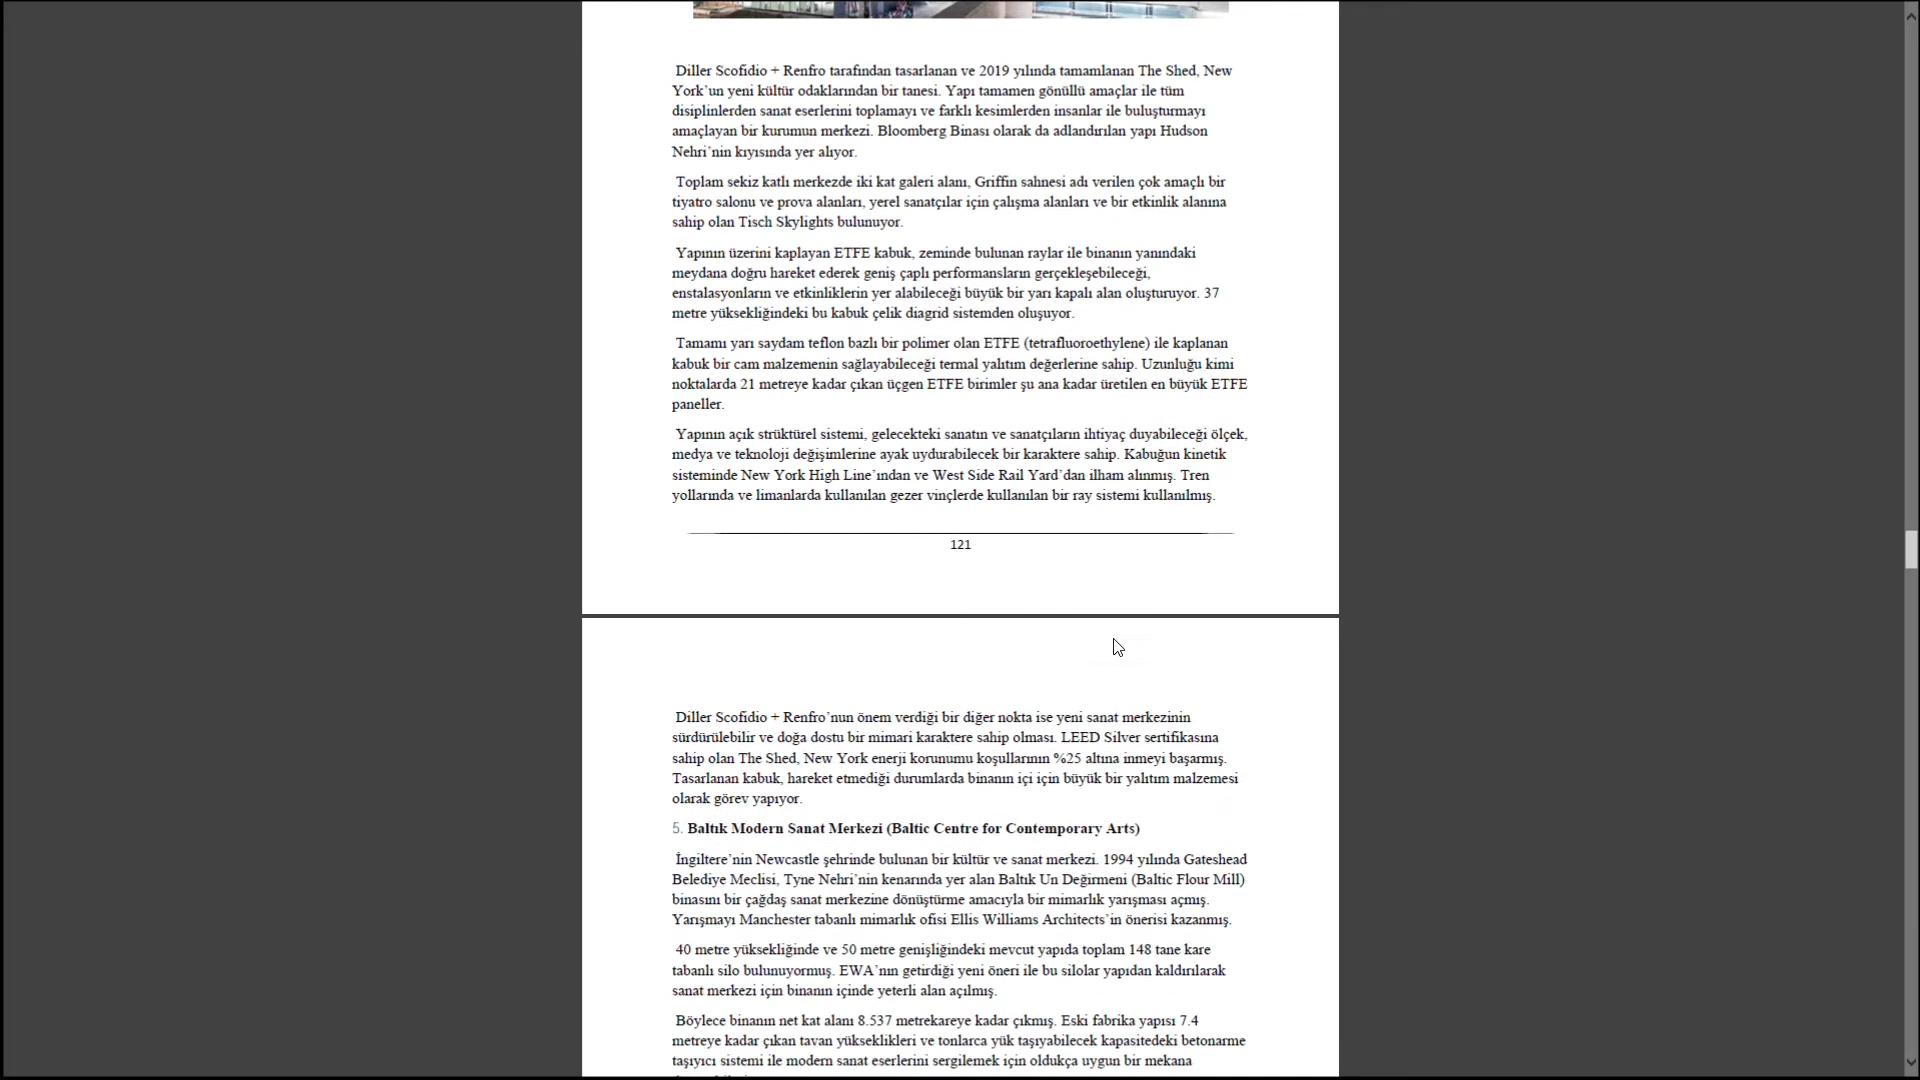 Diller Scofidio + Renfro tarafından tasarlanan ve 2019 yılında tamamlanan The Shed, New
York’un yeni kültür odaklarından bir tanesi. Yapı tamamen gönüllü amaçlar ile tüm
disiplinlerden sanat eserlerini toplamayı ve farklı kesimlerden insanlar ile buluşturmayı
amaçlayan bir kurumun merkezi. Bloomberg Binası olarak da adlandırılan yapı Hudson
Nehri’nin kıyısında yer alıyor.
Toplam sekiz katlı merkezde iki kat galeri alanı, Griffin sahnesi adı verilen çok amaçlı bir
tiyatro salonu ve prova alanları, yerel sanatçılar için çalışma alanları ve bir etkinlik alanına
sahip olan Tisch Skylights bulunuyor.
Yapının üzerini kaplayan ETFE kabuk, zeminde bulunan raylar ile binanın yanındaki
meydana doğru hareket ederek geniş çaplı performansların gerçekleşebileceği,
enstalasyonların ve etkinliklerin yer alabileceği büyük bir yarı kapalı alan oluşturuyor. 37
metre yüksekliğindeki bu kabuk çelik diagrid sistemden oluşuyor.
Tamamı yarı saydam teflon bazlı bir polimer olan ETFE (tetrafluoroethylene) ile kaplanan
kabuk bir cam malzemenin sağlayabileceği termal yalıtım değerlerine sahip. Uzunluğu kimi
noktalarda 21 metreye kadar çıkan üçgen ETFE birimler şu ana kadar üretilen en büyük ETFE
paneller.
Yapının açık strüktürel sistemi, gelecekteki sanatın ve sanatçıların ihtiyaç duyabileceği ölçek,
medya ve teknoloji değişimlerine ayak uydurabilecek bir karaktere sahip. Kabuğun kinetik
sisteminde New York High Line’ından ve West Side Rail Yard’dan ilham alınmış. Tren
yollarında ve limanlarda kullanılan gezer vinçlerde kullanılan bir ray sistemi kullanılmış.
121
Diller Scofidio + Renfro’nun önem verdiği bir diğer nokta ise yeni sanat merkezinin
sürdürülebilir ve doğa dostu bir mimari karaktere sahip olması. LEED Silver sertifikasına
sahip olan The Shed, New York enerji korunumu koşullarının %25 altına inmeyi başarmış.
Tasarlanan kabuk, hareket etmediği durumlarda binanın içi için büyük bir yalıtım malzemesi
olarak görev yapıyor.
5. Baltık Modern Sanat Merkezi (Baltic Centre for Contemporary Arts)
İngiltere’nin Newcastle şehrinde bulunan bir kültür ve sanat merkezi. 1994 yılında Gateshead
Belediye Meclisi, Tyne Nehri’nin kenarında yer alan Baltık Un Değirmeni (Baltic Flour Mill)
binasını bir çağdaş sanat merkezine dönüştürme amacıyla bir mimarlık yarışması açmış.
Yarışmayı Manchester tabanlı mimarlık ofisi Ellis Williams Architects’in önerisi kazanmış.
40 metre yüksekliğinde ve 50 metre genişliğindeki mevcut yapıda toplam 148 tane kare
tabanlı silo bulunuyormuş. EWA’nın getirdiği yeni öneri ile bu silolar yapıdan kaldırılarak
sanat merkezi için binanın içinde yeterli alan açılmış.
Böylece binanın net kat alanı 8.537 metrekareye kadar çıkmış. Eski fabrika yapısı 7.4
metreye kadar çıkan tavan yükseklikleri ve tonlarca yük taşıyabilecek kapasitedeki betonarme
taşıyıcı sistemi ile modern sanat eserlerini sergilemek için oldukça uygun bir mekana